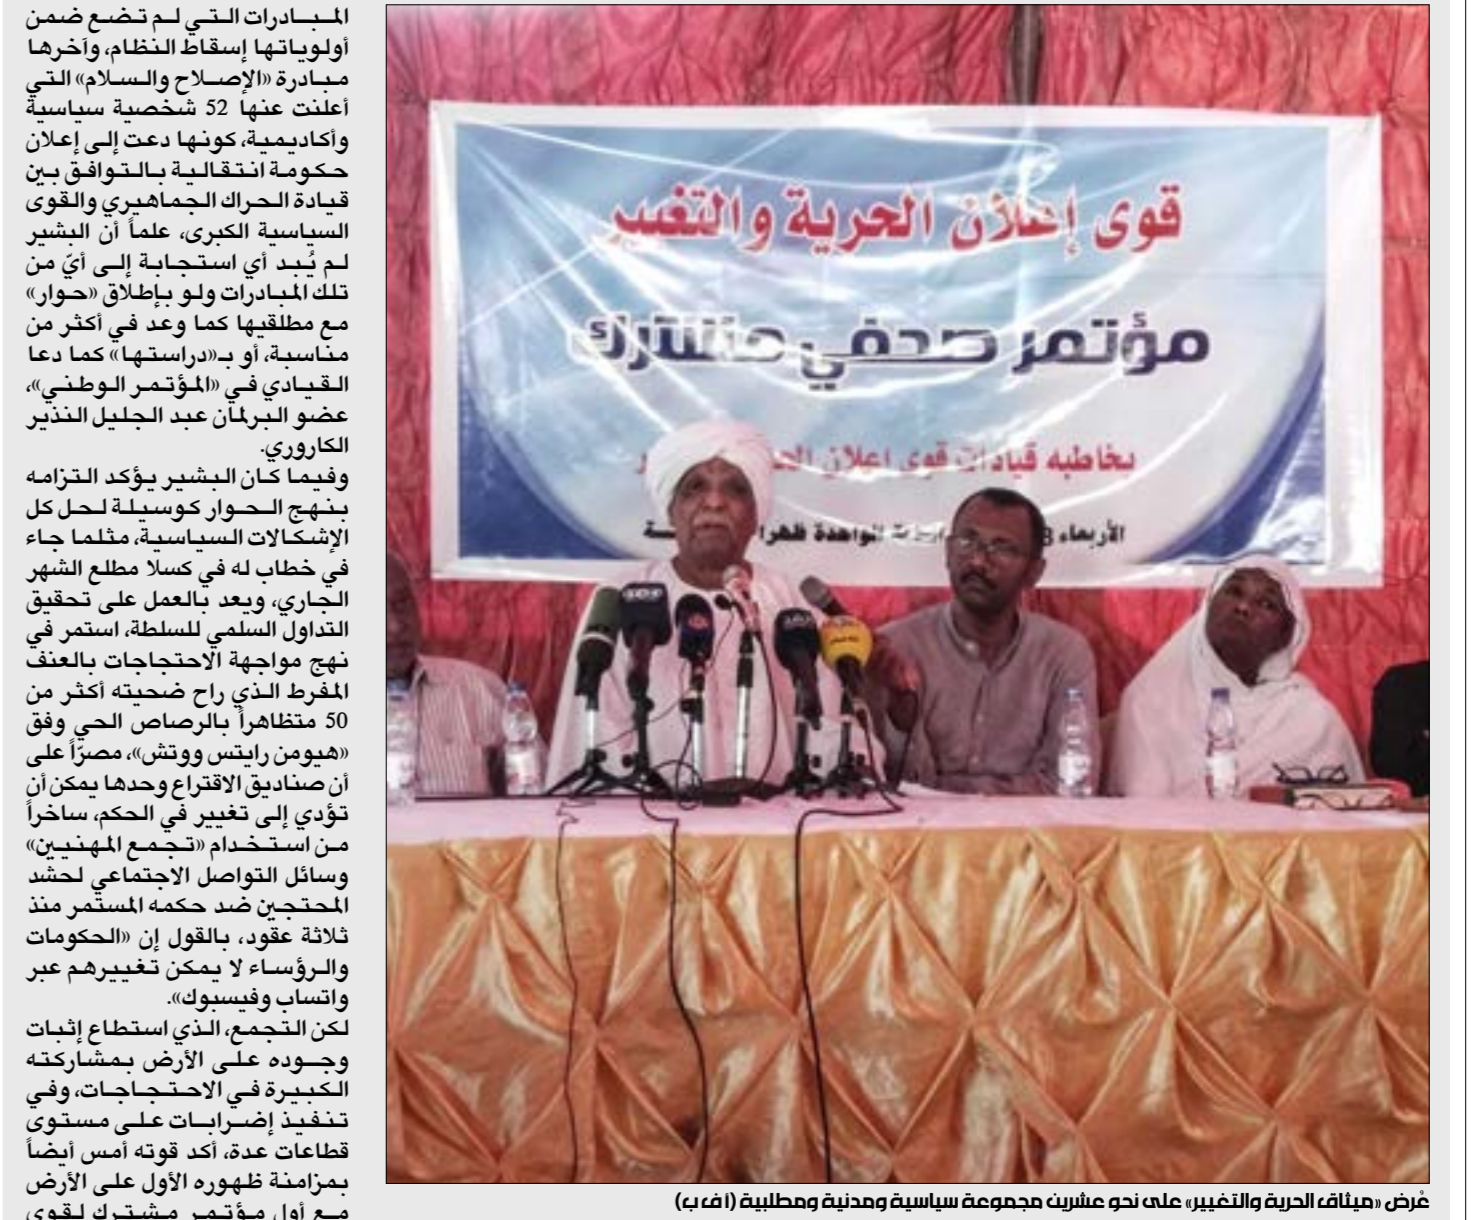 المبادرات التي لم تضع ضمن
أولوياتها إسقاط النظام، وآخرها
مبادرة «الإصلاح والسلام» التي
أعلنت عنها 52 شخصية سياسية
وأكاديمية، كونها دعت إلى إعلان
حكومة انتقالية بالتوافق بين
قيادة الحراك الجماهيري والقوى
السياسية الكبرى، علماً أن البشير
لم يُبد أي استجابة إلى أيّ من
تلك المبادرات ولو بإطلاق «حوار»
مع مطلقيها كما وعد في أكثر من
مناسبة، أو بـ«دراستها» كما دعا
القيادي في «المؤتمر الوطني»،
عضو البرلمان عبد الجليل النذير
الكاروري.
وفيما كان البشير يؤكد التزامه
بنهج الحوار كوسيلة لحل كل
الإشكالات السياسية، مثلما جاء
في خطاب له في كسلا مطلع الشهر
الجاري، ويعد بالعمل على تحقيق
التداول السلمي للسلطة، استمر في
نهج مواجهة الاحتجاجات بالعنف
المفرط الذي راح ضحيته أكثر من
50 متظاهراً بالرصاص الحي وفق
«هيومن رايتس ووتش»، مصرّاً على
أن صناديق الاقتراع وحدها يمكن أن
تؤدي إلى تغيير في الحكم، ساخراً
من استخدام «تجمع المهنيين»
وسائل التواصل الاجتماعي لحشد
المحتجين ضد حكمه المستمر منذ
ثلاثة عقود، بالقول إن «الحكومات
والرؤساء لا يمكن تغييرهم عبر
واتساب وفيسبوك».
لكن التجمع، الذي استطاع إثبات
وجوده على الأرض بمشاركته
الكبيرة في الاحتجاجات، وفي
تنفيذ إضرابات على مستوى
قطاعات عدة، أكد قوته أمس أيضاً
بمزامنة ظهوره الأول على الأرض
مع أول مؤتمر مشترك لقوى
قوى إعلان الحرية والتغيير
مؤتمر صحفي مشترك
يخاطبه قيادات قوى اعلان
الأربعاء الواحدة ظهرا
عُرض «ميثاق الحرية والتغيير» على نحو عشرين مجموعة سياسية ومدنية ومطلبية (أ ف ب)